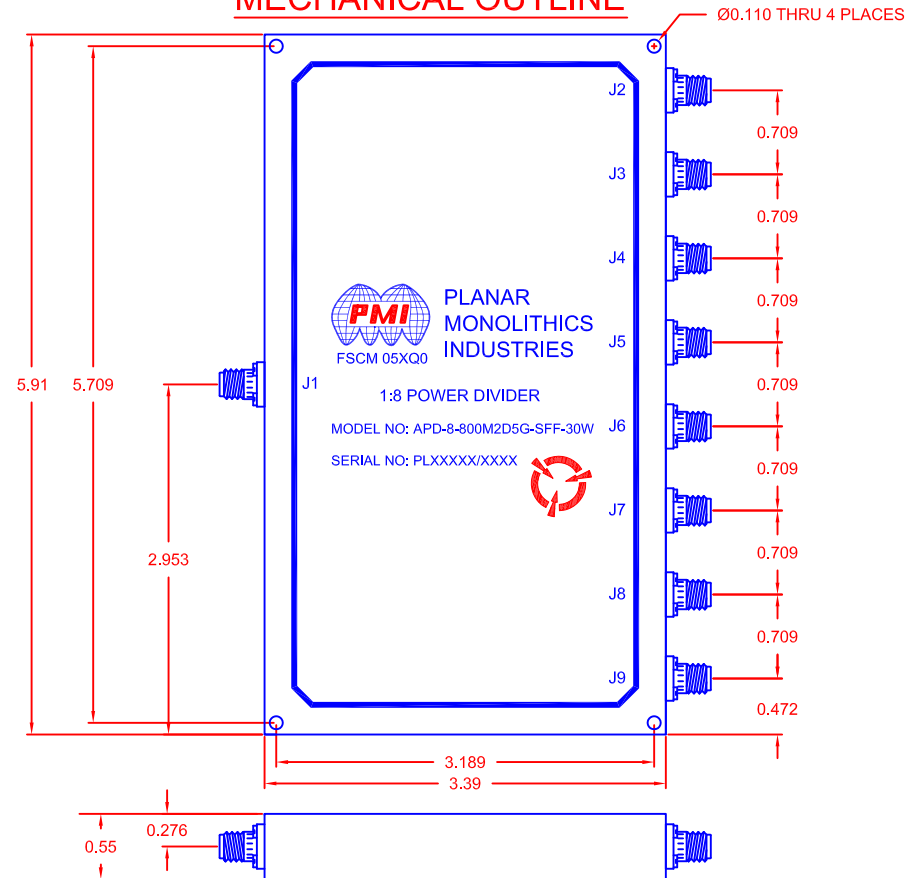 MECHANICAL OUTLINE
Ø0.110 THRU 4 PLACES
J2
0.709
J3
0.709
J4
0.709
PMI
FSCM 05XQ0
PLANAR
MONOLITHICS
INDUSTRIES
J5
5.91
5.709
J1
0.709
1:8 POWER DIVIDER
MODEL NO: APD-8-800M2D5G-SFF-30W
J6
SERIAL NO: PLXXXXX/XXXX
0.709
J7
2.953
0.709
J8
0.709
J9
0.472
3.189
3.39
0.276
0.55